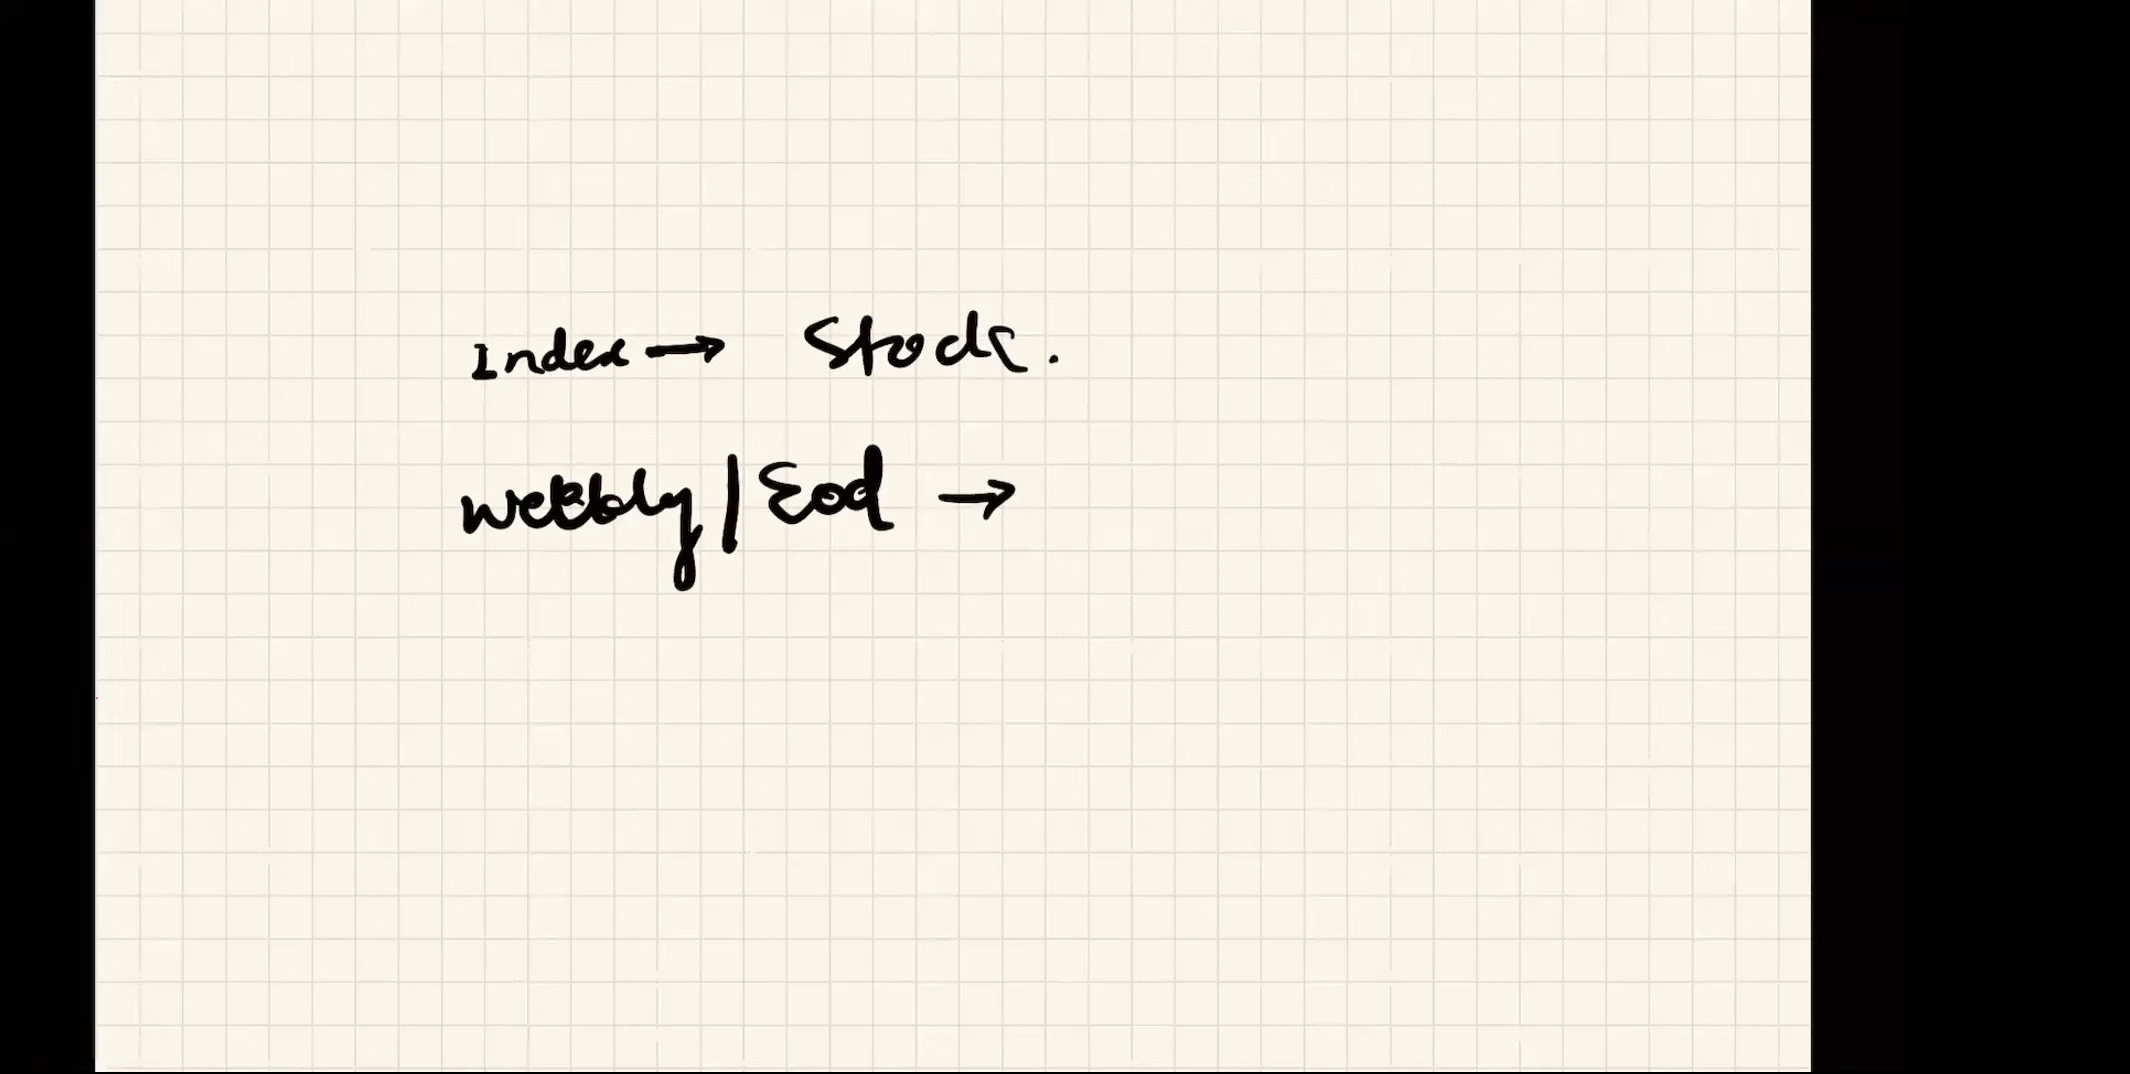 Index → Stock.
Weekly | Eod →